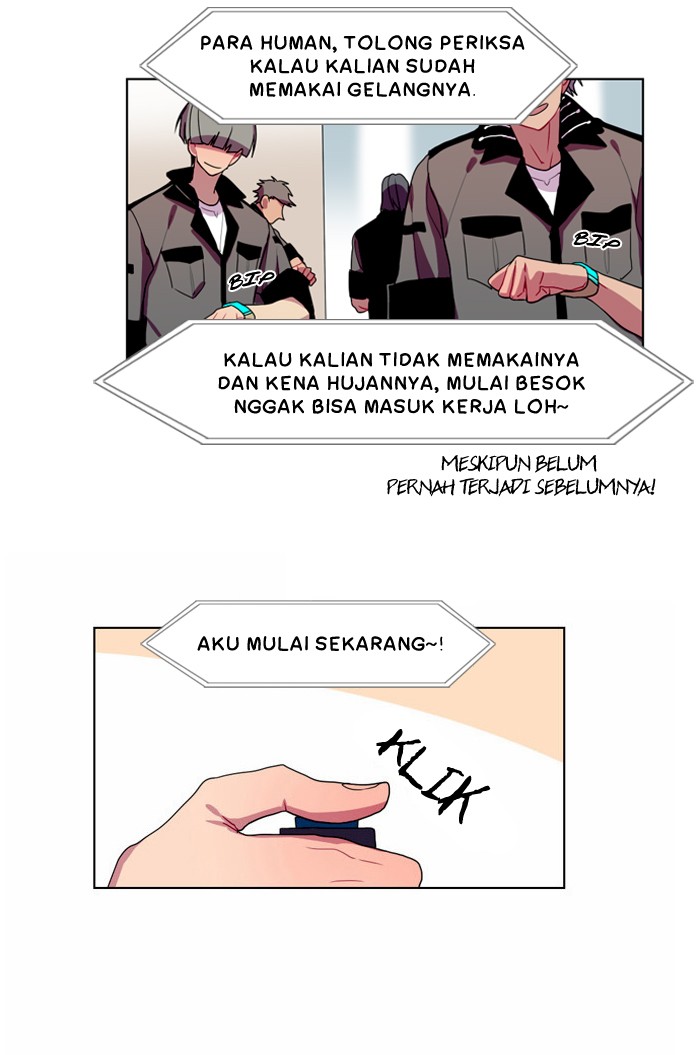 PARA HUMAN, TOLONG PERIKSA
KALAU KALIAN SUDAH
MEMAKAI GELANGNYA.
BIP
BIP
KALAU KALIAN TIDAK MEMAKAINYA
DAN KENA HUJANNYA, MULAI BESOK
NGGAK BISA MASUK KERJA LOH~
MESKIPUN BELUM
PERNAH TERJADI SEBELUMNYA!
AKU MULAI SEKARANG~!
KLIK